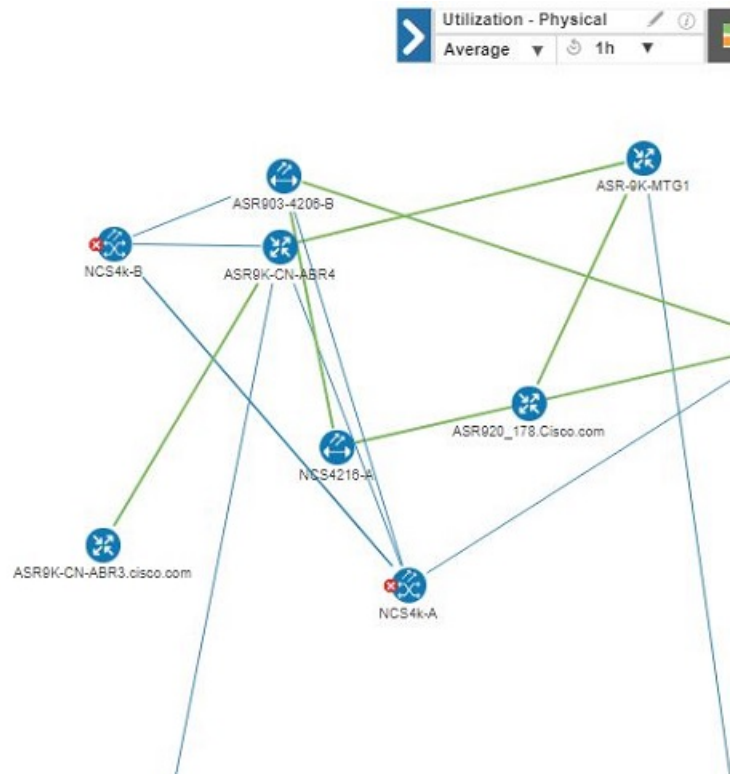 Utilization - Physical
Average
1h
ASR-9K-MTG1
ASR903-4206-B
NCS4k-B
ASR9K-CN-ABR4
ASR920_178.Cisco.com
NCS4216-A
ASR9K-CN-ABR3.cisco.com
NCS4k-A